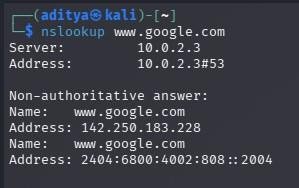 ┌──(aditya㉿kali)-[~]
└─$ nslookup www.google.com
Server:         10.0.2.3
Address:        10.0.2.3#53

Non-authoritative answer:
Name:   www.google.com
Address: 142.250.183.228
Name:   www.google.com
Address: 2404:6800:4002:808::2004